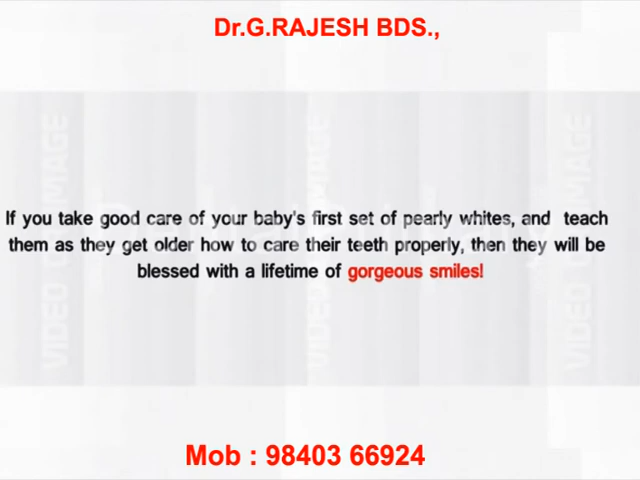 Dr.G.RAJESH BDS.,
If you take good care of your baby's first set of pearly whites, and teach
them as they get older how to care their teeth properly, then they will be
blessed with a lifetime of gorgeous smiles!
Mob : 98403 66924